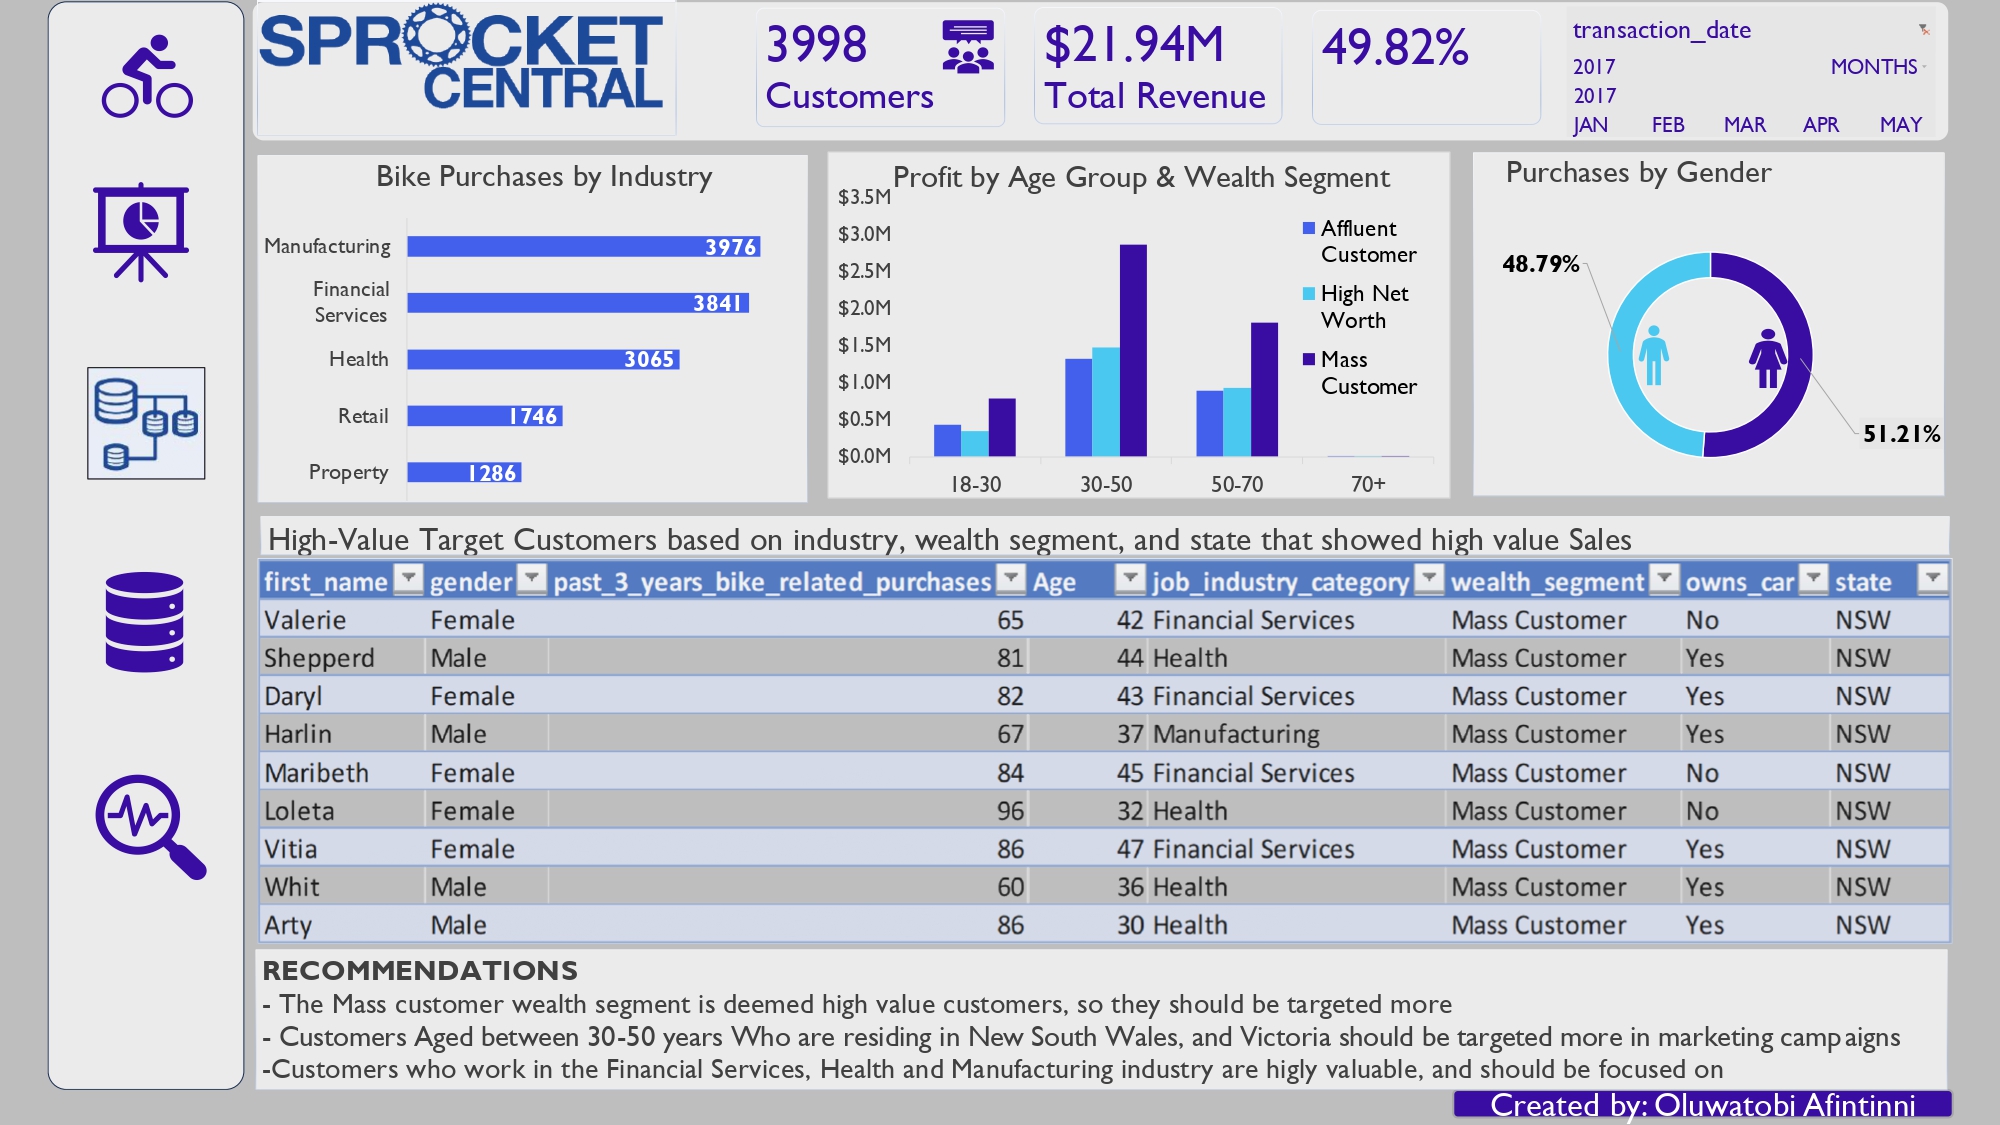 SPROCKET
CENTRAL
3998
Customers
$21.94M
Total Revenue
49.82%
transaction_date
2017 MONTHS
2017
JAN FEB MAR APR MAY
Bike Purchases by Industry
Manufacturing 3976
Financial
Services 3841
Health 3065
Retail 1746
Property 1286
Profit by Age Group & Wealth Segment
$3.5M
$3.0M
$2.5M
$2.0M
$1.5M
$1.0M
$0.5M
$0.0M
18-30 30-50 50-70 70+
Affluent
Customer
High Net
Worth
Mass
Customer
Purchases by Gender
48.79%
51.21%
High-Value Target Customers based on industry, wealth segment, and state that showed high value Sales
first_name gender past_3_years_bike_related_purchases Age job_industry_category wealth_segment owns_car state
Valerie Female 65 42 Financial Services Mass Customer No NSW
Shepperd Male 81 44 Health Mass Customer Yes NSW
Daryl Female 82 43 Financial Services Mass Customer Yes NSW
Harlin Male 67 37 Manufacturing Mass Customer Yes NSW
Maribeth Female 84 45 Financial Services Mass Customer No NSW
Loleta Female 96 32 Health Mass Customer No NSW
Vitia Female 86 47 Financial Services Mass Customer Yes NSW
Whit Male 60 36 Health Mass Customer Yes NSW
Arty Male 86 30 Health Mass Customer Yes NSW
RECOMMENDATIONS
- The Mass customer wealth segment is deemed high value customers, so they should be targeted more
- Customers Aged between 30-50 years Who are residing in New South Wales, and Victoria should be targeted more in marketing campaigns
-Customers who work in the Financial Services, Health and Manufacturing industry are higly valuable, and should be focused on
Created by: Oluwatobi Afintinni